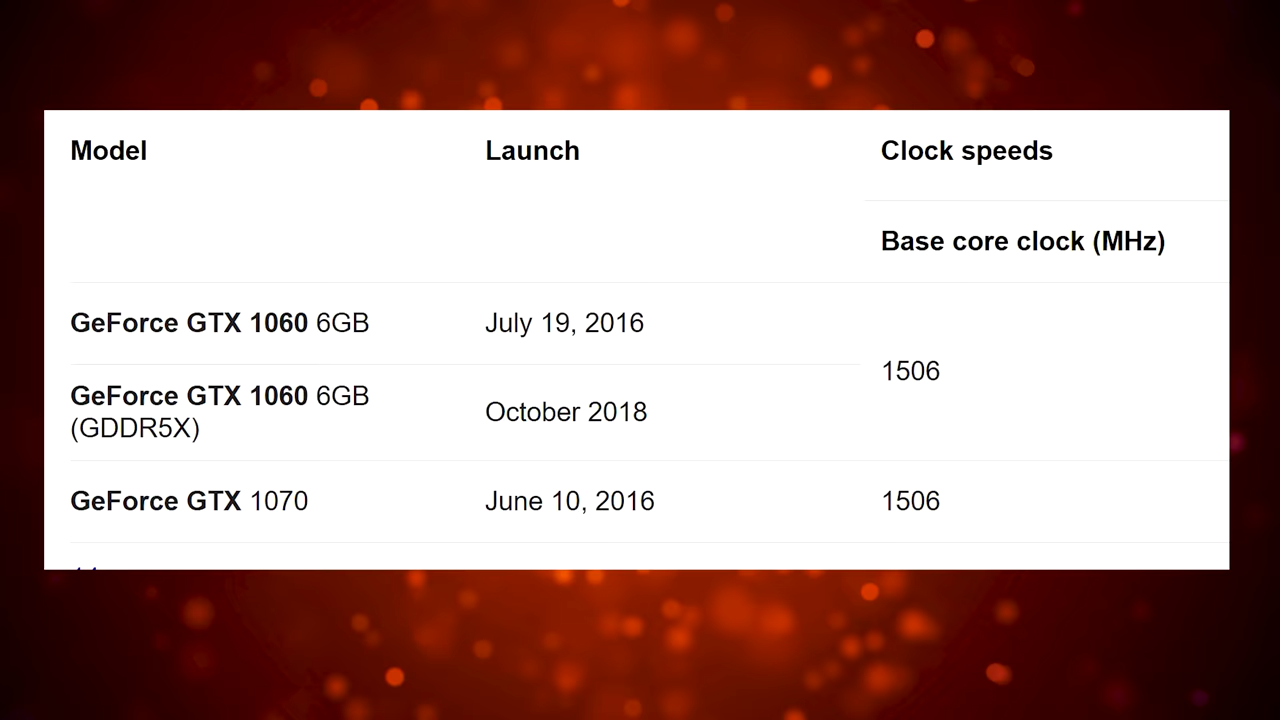 Model Launch Clock speeds
Base core clock (MHz)
GeForce GTX 1060 6GB July 19, 2016
1506
GeForce GTX 1060 6GB
(GDDR5X)
October 2018
GeForce GTX 1070 June 10, 2016 1506